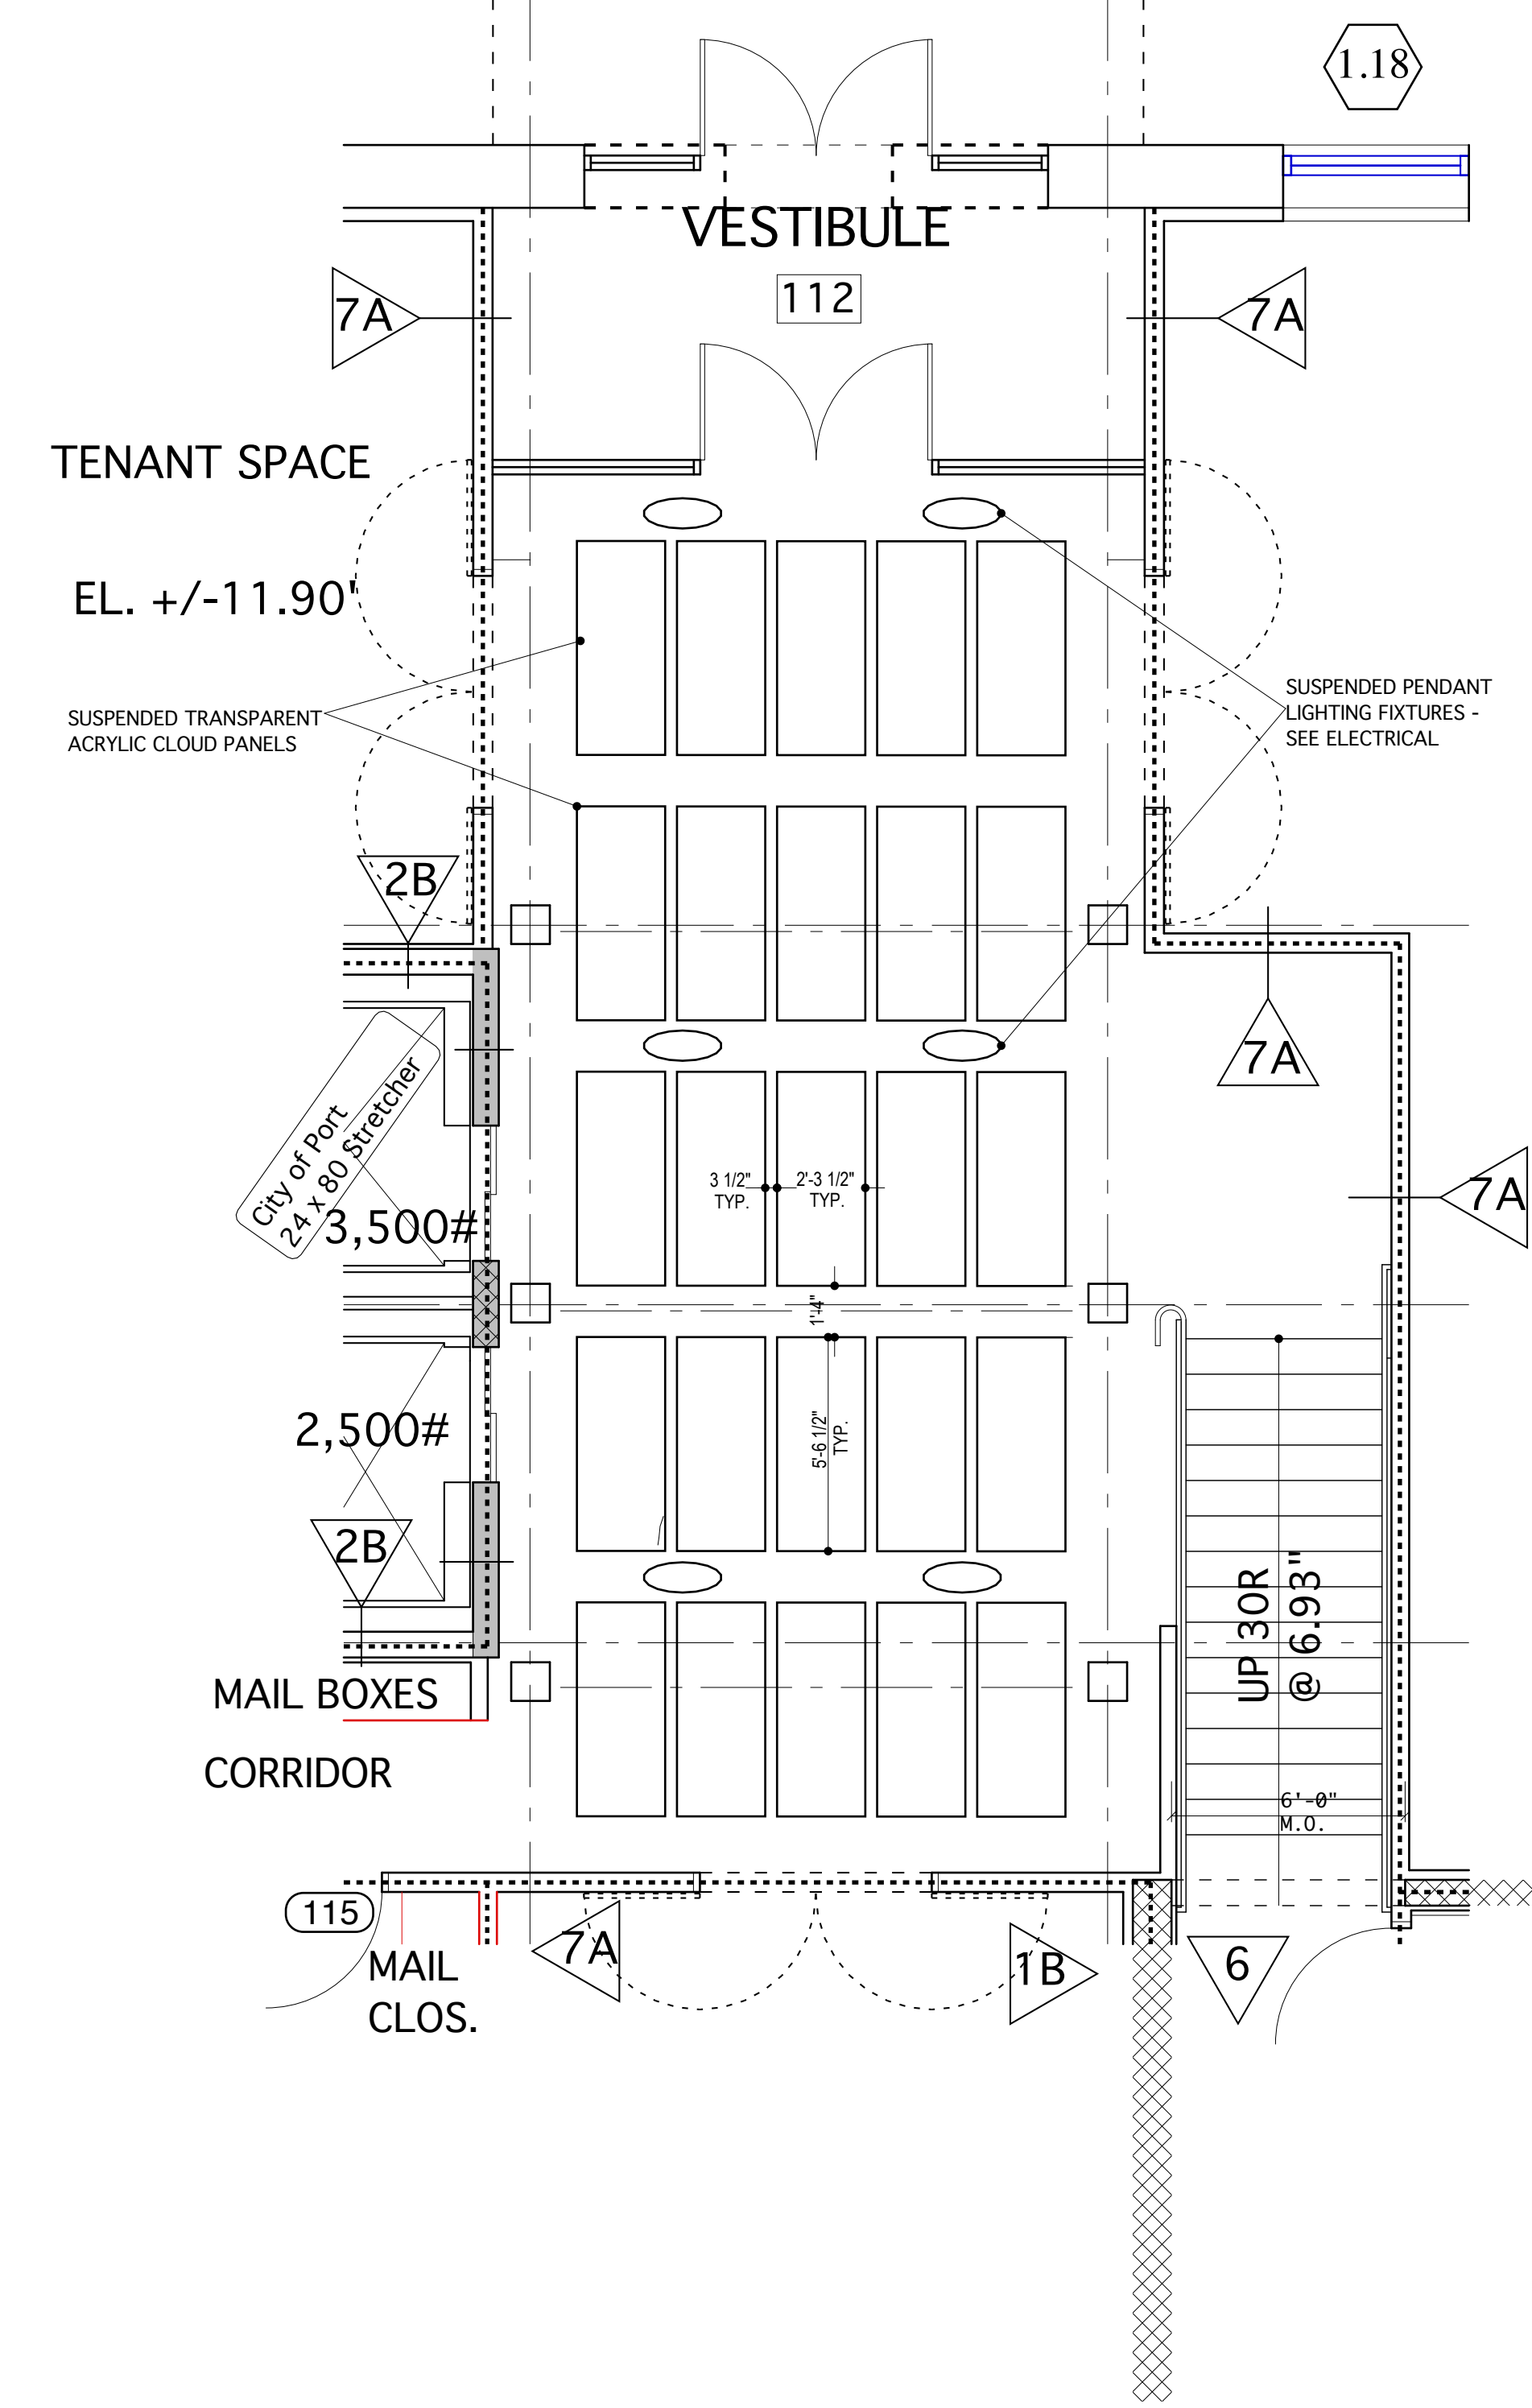 1.18
VESTIBULE
112
7A
7A
TENANT SPACE
EL. +/-11.90'
SUSPENDED TRANSPARENT
ACRYLIC CLOUD PANELS
SUSPENDED PENDANT
LIGHTING FIXTURES -
SEE ELECTRICAL
2B
7A
City of Port
24 x 80 Stretcher
3,500#
3 1/2"
TYP.
2'-3 1/2"
TYP.
7A
1'-4"
2,500#
5'-6 1/2"
TYP.
2B
UP 30R
@ 6.93"
MAIL BOXES
CORRIDOR
6'-0"
M.O.
115
7A
1B
6
MAIL
CLOS.